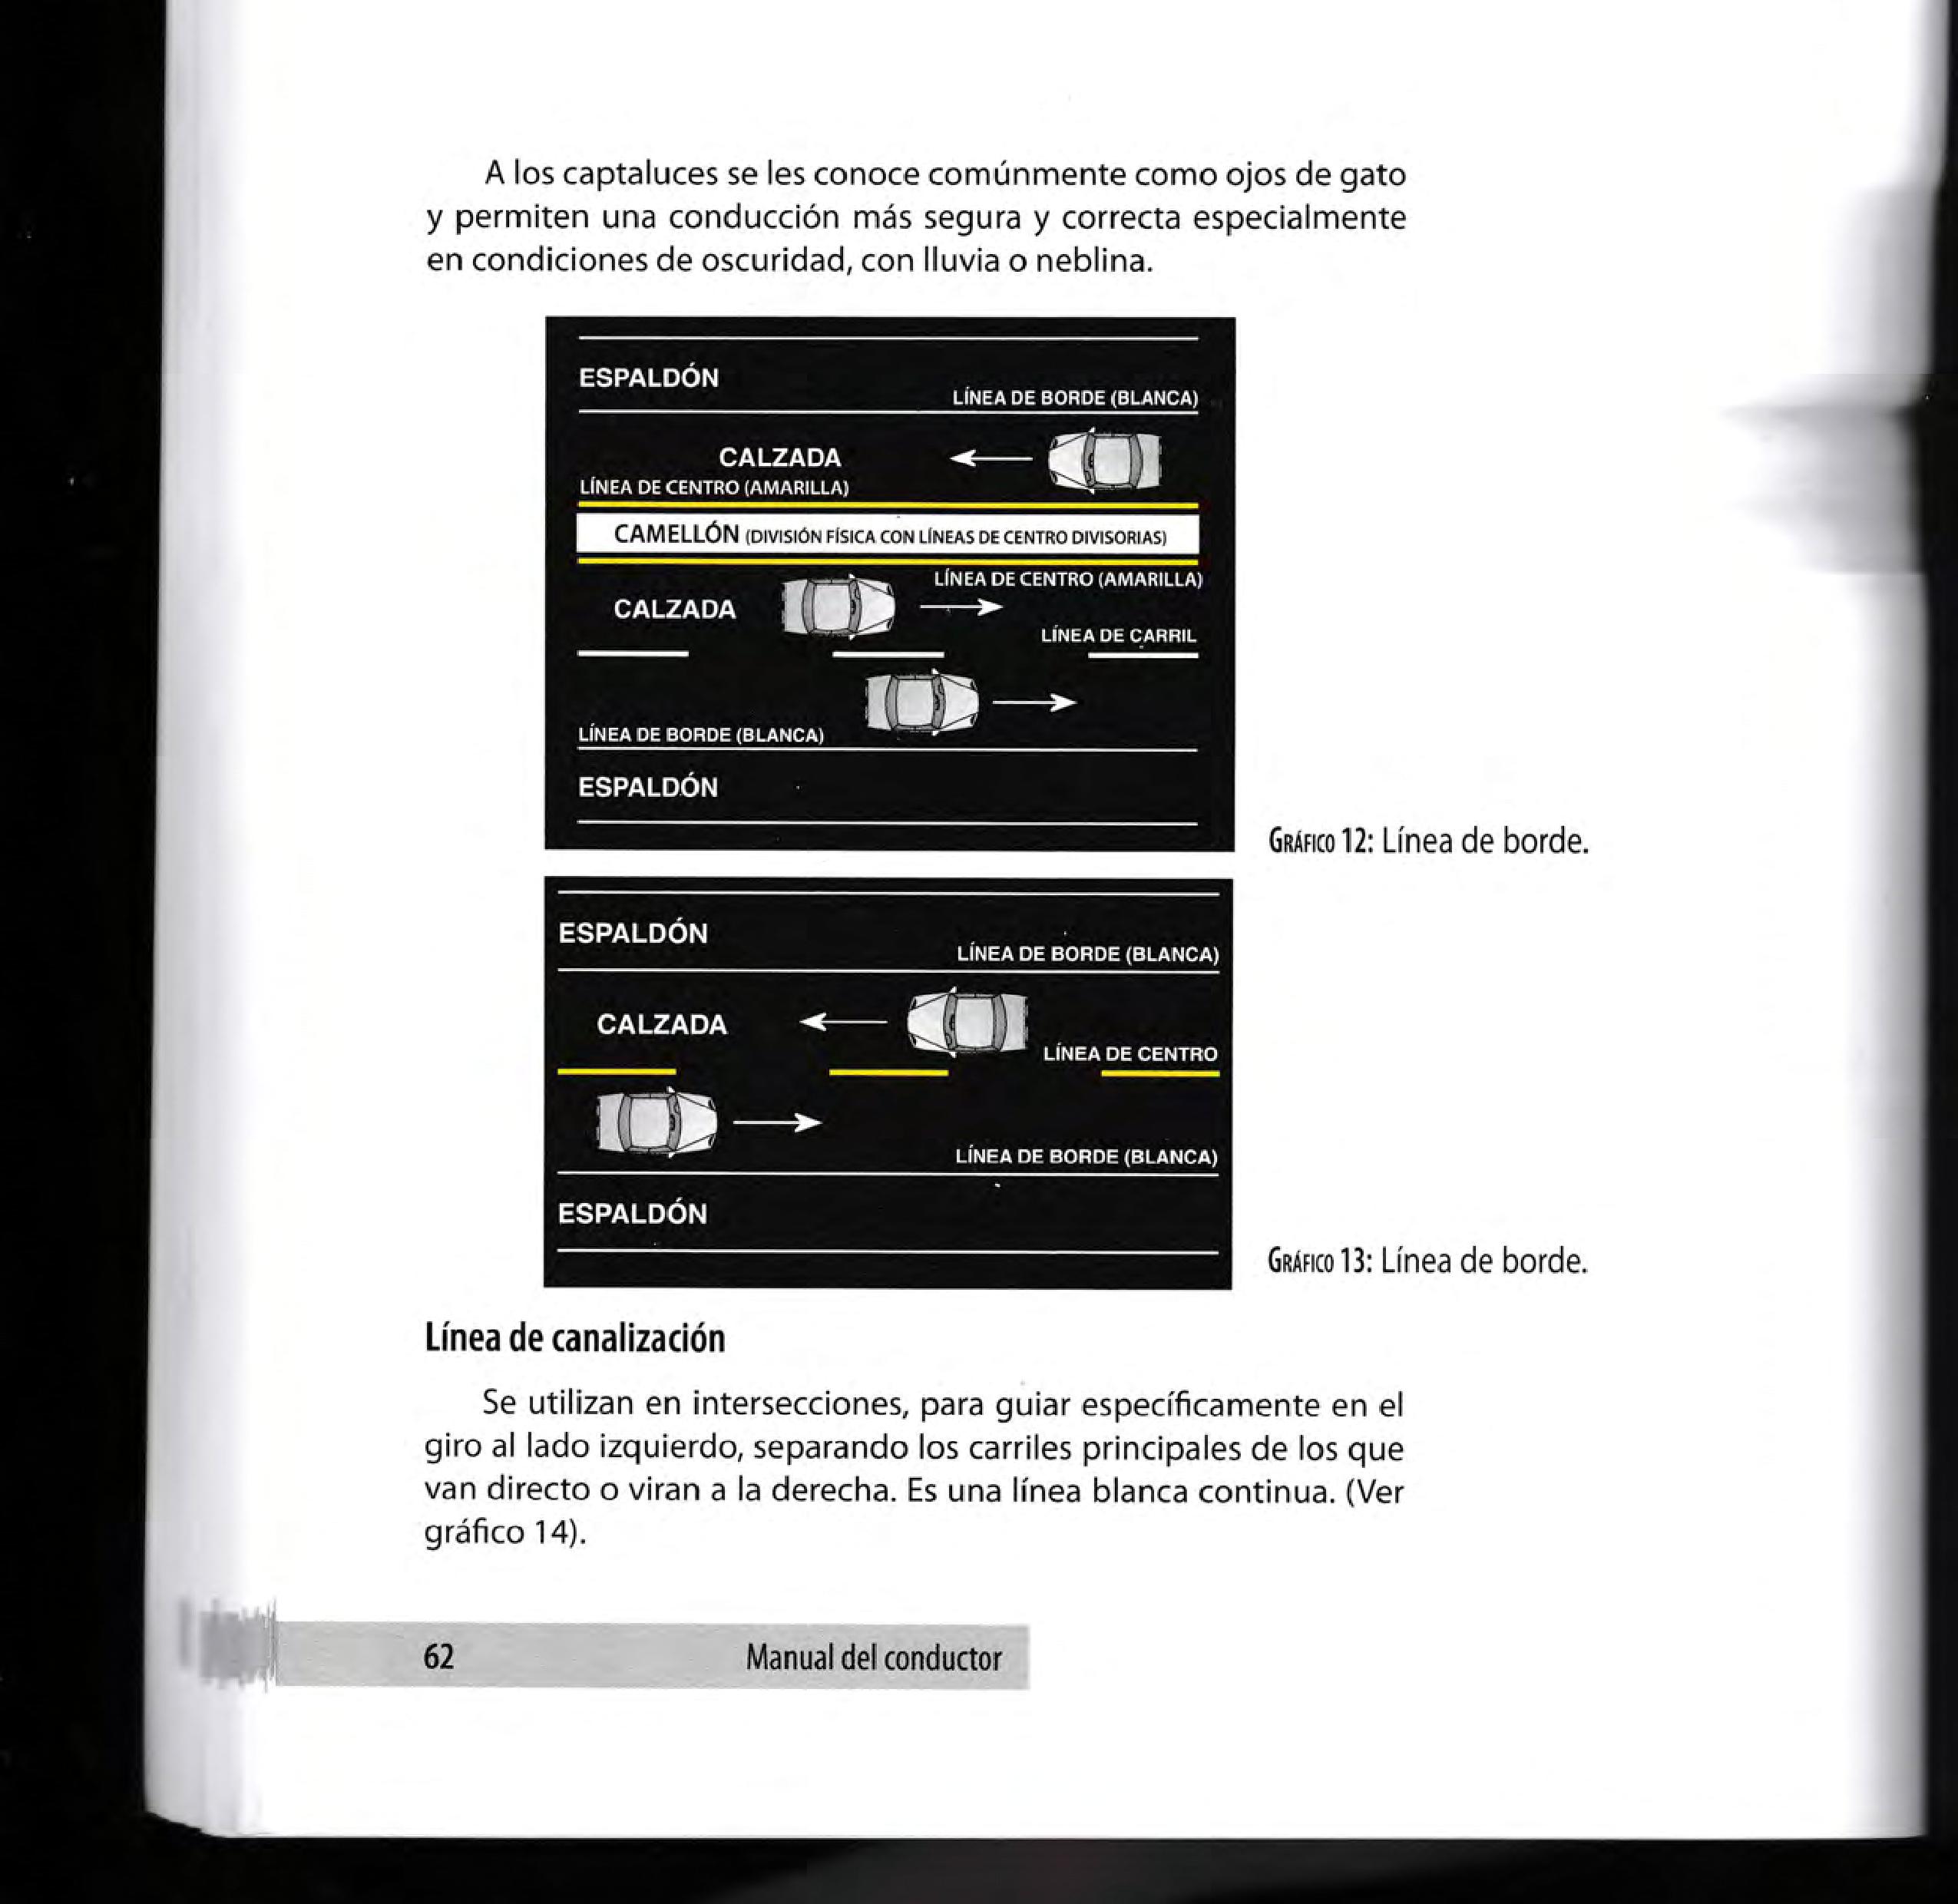 A los captaluces se les conoce comúnmente como ojos de gato
y permiten una conducción más segura y correcta especialmente
en condiciones de oscuridad, con lluvia o neblina.
ESPALDÓN
LÍNEA DE BORDE (BLANCA)
CALZADA
LÍNEA DE CENTRO (AMARILLA)
CAMELLÓN (DIVISIÓN FÍSICA CON LÍNEAS DE CENTRO DIVISORIAS)
LÍNEA DE CENTRO (AMARILLA)
CALZADA
LÍNEA DE CARRIL
LÍNEA DE BORDE (BLANCA)
ESPALDÓN
GRÁFICO 12: Línea de borde.
ESPALDÓN
LÍNEA DE BORDE (BLANCA)
CALZADA
LÍNEA DE CENTRO
LÍNEA DE BORDE (BLANCA)
ESPALDÓN
GRÁFICO 13: Línea de borde.
Línea de canalización
Se utilizan en intersecciones, para guiar específicamente en el
giro al lado izquierdo, separando los carriles principales de los que
van directo o viran a la derecha. Es una línea blanca continua. (Ver
gráfico 14).
62 Manual del conductor